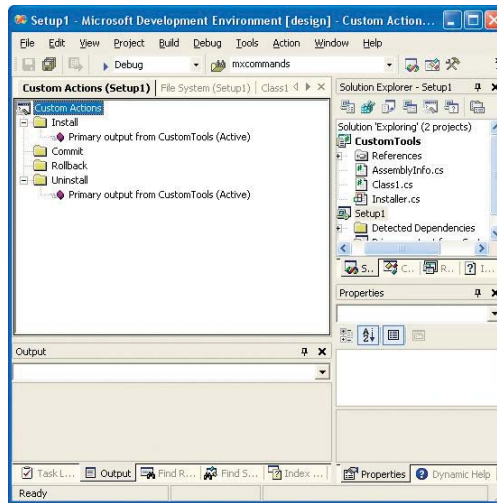 Setup1 - Microsoft Development Environment [design] - Custom Action...
File Edit View Project Build Debug Tools Action Window Help
Debug mxcommands
Custom Actions (Setup1) File System (Setup1) Class1
Solution Explorer - Setup1
Custom Actions
Install
Primary output from CustomTools (Active)
Commit
Rollback
Uninstall
Primary output from CustomTools (Active)
Solution 'Exploring' (2 projects)
CustomTools
References
AssemblyInfo.cs
Class1.cs
Installer.cs
Setup1
Detected Dependencies
S... C... R... I...
Properties
Output
Task L... Output Find R... Find S... Index ...
Properties Dynamic Help
Ready